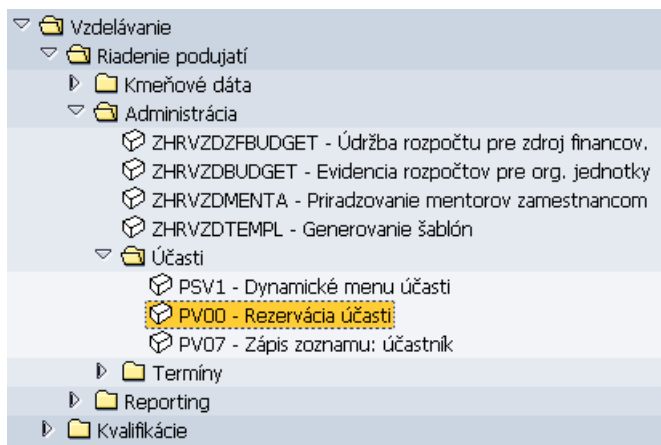 Vzdelávanie
Riadenie podujatí
Kmeňové dáta
Administrácia
ZHRVZDZFBUDGET - Údržba rozpočtu pre zdroj financov.
ZHRVZDBUDGET - Evidencia rozpočtov pre org. jednotky
ZHRVZDMENTA - Priradzovanie mentorov zamestnancom
ZHRVZDTEMPL - Generovanie šablón
Účasti
PSV1 - Dynamické menu účasti
PV00 - Rezervácia účasti
PV07 - Zápis zoznamu: účastník
Termíny
Reporting
Kvalifikácie